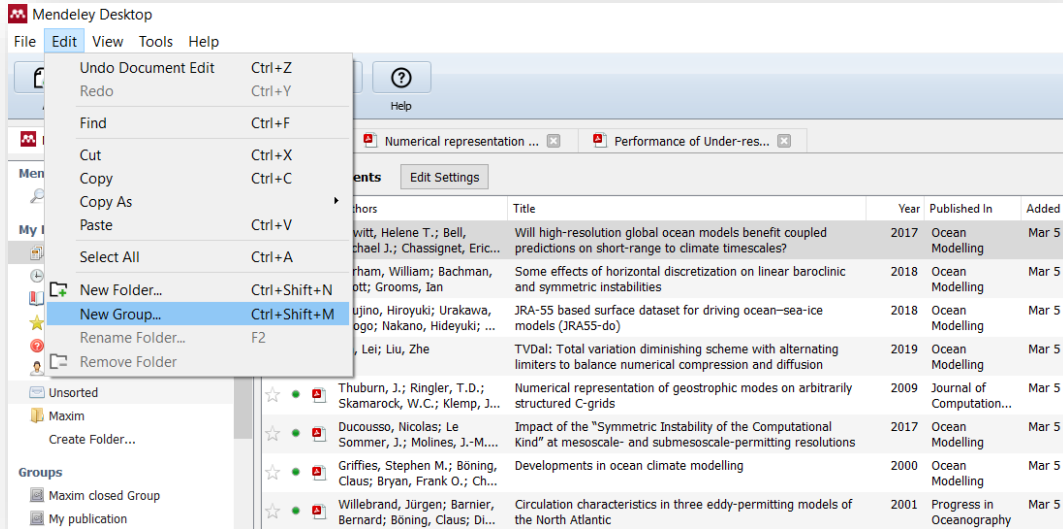 Mendeley Desktop
File Edit View Tools Help
Undo Document Edit Ctrl+Z
Redo Ctrl+Y
Find Ctrl+F
Cut Ctrl+X
Copy Ctrl+C
Copy As
Paste Ctrl+V
Select All Ctrl+A
New Folder... Ctrl+Shift+N
New Group... Ctrl+Shift+M
Rename Folder... F2
Remove Folder
Help
Numerical representation ...
Performance of Under-res...
Edit Settings
Title Year Published In Added
Will high-resolution global ocean models benefit coupled 2017 Ocean Mar 5
predictions on short-range to climate timescales? Modelling
Some effects of horizontal discretization on linear baroclinic 2018 Ocean Mar 5
and symmetric instabilities Modelling
JRA-55 based surface dataset for driving ocean–sea-ice 2018 Ocean Mar 5
models (JRA55-do) Modelling
TVDal: Total variation diminishing scheme with alternating 2019 Ocean Mar 5
limiters to balance numerical compression and diffusion Modelling
Thuburn, J.; Ringler, T.D.; Numerical representation of geostrophic modes on arbitrarily 2009 Journal of Mar 5
Skamarock, W.C.; Klemp, J... structured C-grids Computation...
Ducousso, Nicolas; Le Impact of the “Symmetric Instability of the Computational 2017 Ocean Mar 5
Sommer, J.; Molines, J.-M.... Kind” at mesoscale- and submesoscale-permitting resolutions Modelling
Griffies, Stephen M.; Böning, Developments in ocean climate modelling 2000 Ocean Mar 5
Claus; Bryan, Frank O.; Ch... Modelling
Willebrand, Jürgen; Barnier, Circulation characteristics in three eddy-permitting models of 2001 Progress in Mar 5
Bernard; Böning, Claus; Di... the North Atlantic Oceanography
Helene T.; Bell,
J.; Chassignet, Eric...
William; Bachman,
Grooms, Ian
Hiroyuki; Urakawa,
Nakano, Hideyuki; ...
Lei; Liu, Zhe
Unsorted
Maxim
Create Folder...
Groups
Maxim closed Group
My publication